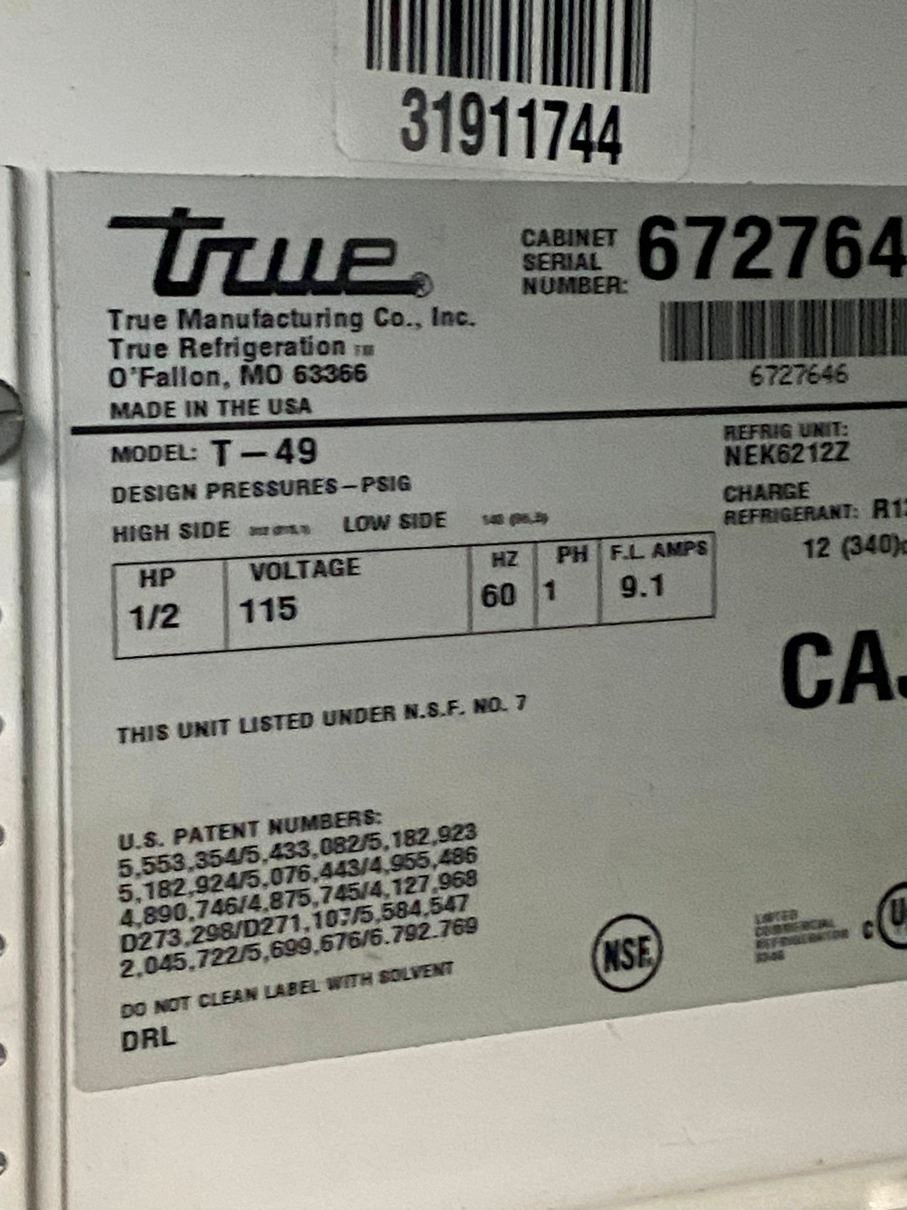 31911744
true®
CABINET
SERIAL
NUMBER: 672764
6727646
True Manufacturing Co., Inc.
True Refrigeration TM
O'Fallon, MO 63366
MADE IN THE USA
MODEL: T-49
REFRIG UNIT:
NEK6212Z
DESIGN PRESSURES-PSIG
HIGH SIDE LOW SIDE
CHARGE
REFRIGERANT: R13
12 (340)
HP VOLTAGE HZ PH F.L. AMPS
1/2 115 60 1 9.1
CA
THIS UNIT LISTED UNDER N.S.F. NO. 7
U.S. PATENT NUMBERS:
5,553,354/5,433,082/5,182,923
5,182,924/5,076,443/4,955,486
4,890,746/4,875,745/4,127,968
D273,298/D271,107/5,584,547
2,045,722/5,699,676/6.792.769
DO NOT CLEAN LABEL WITH SOLVENT
DRL
NSF.
LISTED
COMMERCIAL
REFRIGERATOR
C U